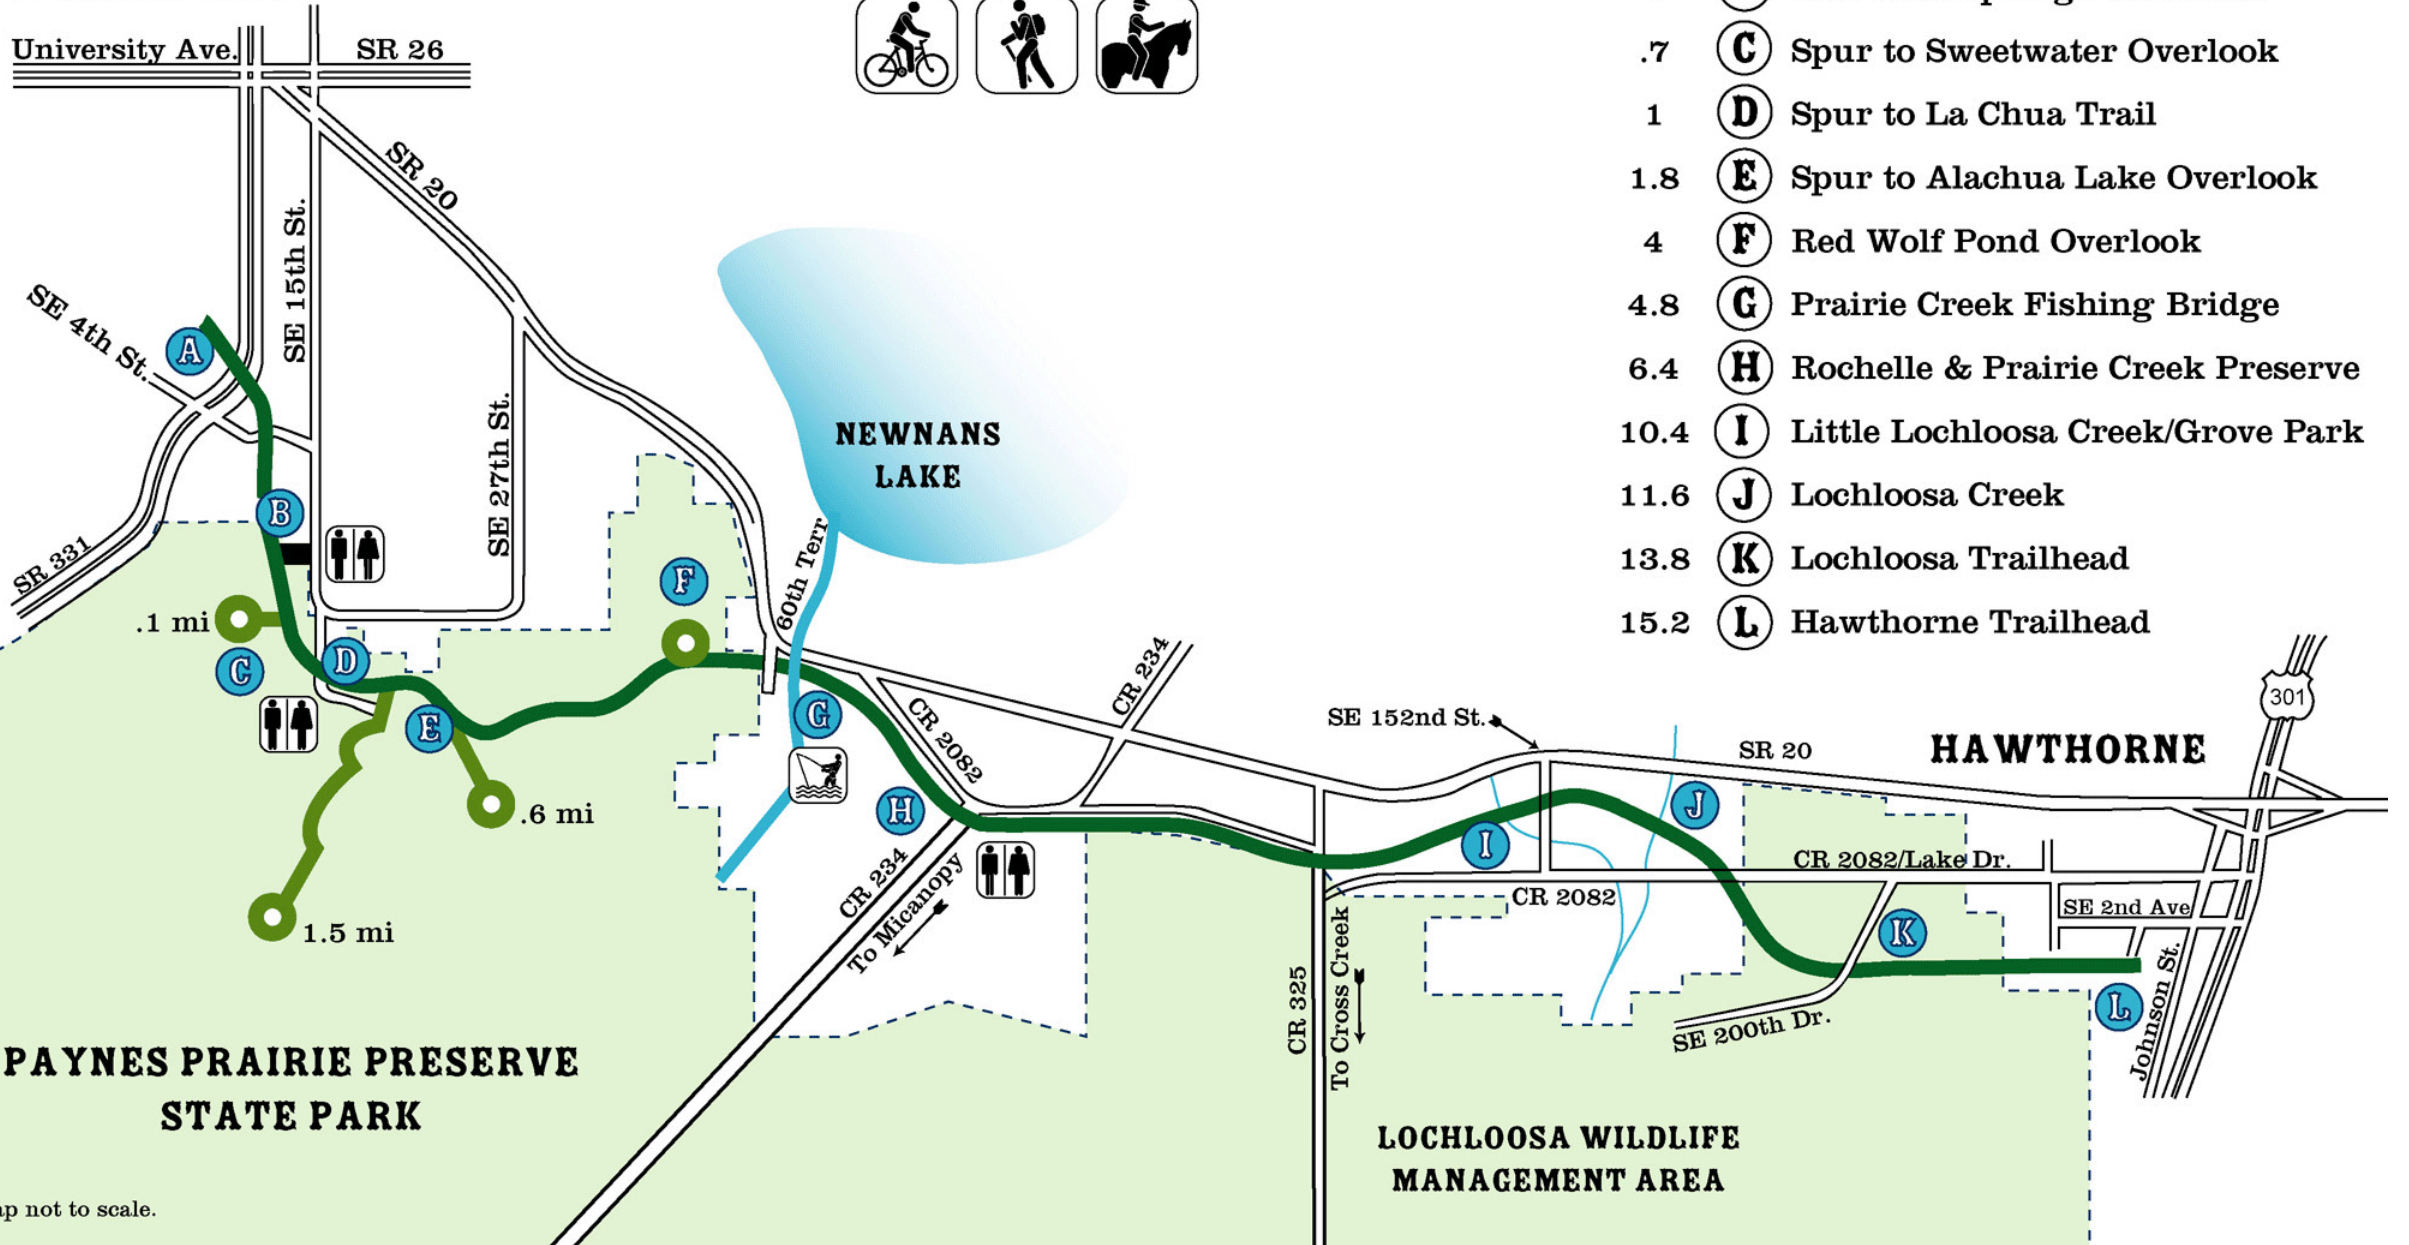 .7 C Spur to Sweetwater Overlook
1 D Spur to La Chua Trail
1.8 E Spur to Alachua Lake Overlook
4 F Red Wolf Pond Overlook
4.8 G Prairie Creek Fishing Bridge
6.4 H Rochelle & Prairie Creek Preserve
10.4 I Little Lochloosa Creek/Grove Park
11.6 J Lochloosa Creek
13.8 K Lochloosa Trailhead
15.2 L Hawthorne Trailhead
University Ave.
SR 26
SR 20
SE 15th St.
SE 4th St.
A
SE 27th St.
B
SR 331
.1 mi
C
D
E
.6 mi
1.5 mi
F
NEWNANS
LAKE
60th Terr
G
CR 2082
H
CR 234
CR 234
To Micanopy
SE 152nd St.
SR 20
HAWTHORNE
301
I
J
CR 2082/Lake Dr.
CR 2082
SE 2nd Ave
K
L
Johnson St.
SE 200th Dr.
CR 325
To Cross Creek
PAYNES PRAIRIE PRESERVE
STATE PARK
LOCHLOOSA WILDLIFE
MANAGEMENT AREA
not to scale.